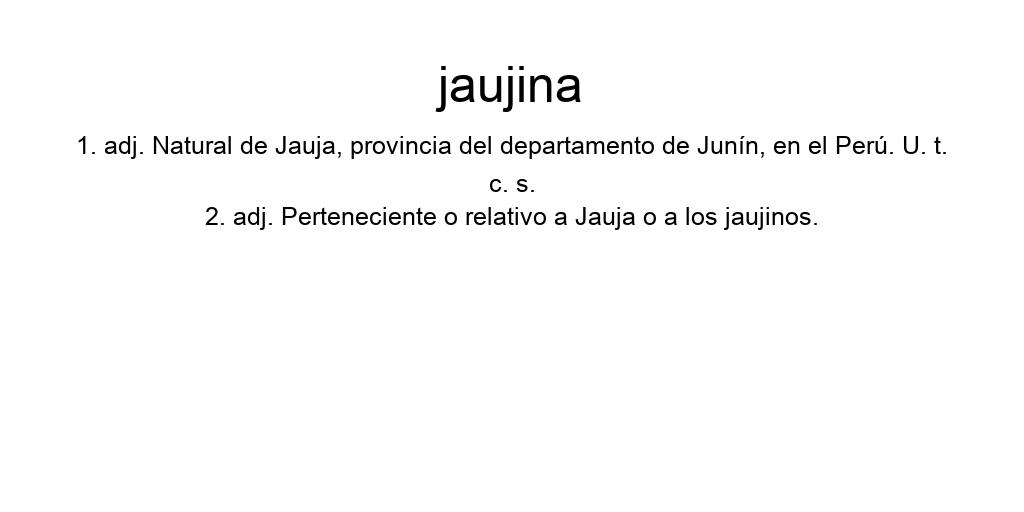 jaujina
1. adj. Natural de Jauja, provincia del departamento de Junín, en el Perú. U. t.
c. s.
2. adj. Perteneciente o relativo a Jauja o a los jaujinos.